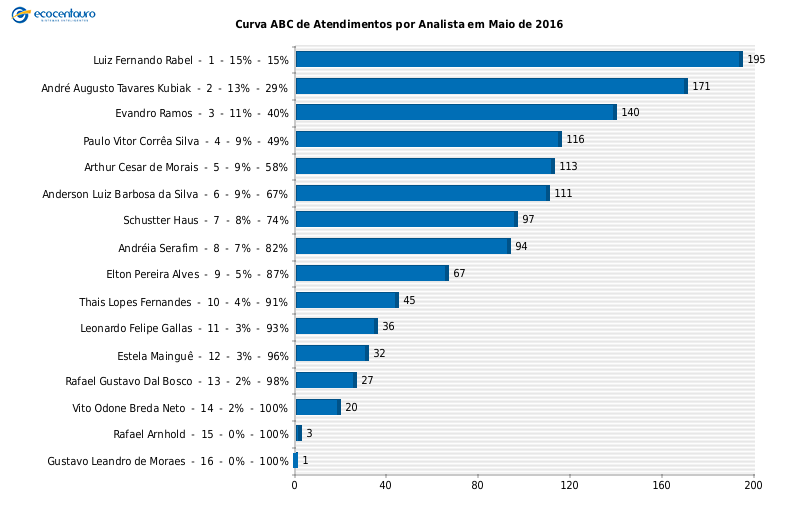 ecocentauro
Curva ABC de Atendimentos por Analista em Maio de 2016
Luiz Fernando Rabel - 1 - 15% - 15% 195
André Augusto Tavares Kubiak - 2 - 13% - 29% 171
Evandro Ramos - 3 - 11% - 40% 140
Paulo Vitor Corrêa Silva - 4 - 9% - 49% 116
Arthur Cesar de Morais - 5 - 9% - 58% 113
Anderson Luiz Barbosa da Silva - 6 - 9% - 67% 111
Schustter Haus - 7 - 8% - 74% 97
Andréia Serafim - 8 - 7% - 82% 94
Elton Pereira Alves - 9 - 5% - 87% 67
Thais Lopes Fernandes - 10 - 4% - 91% 45
Leonardo Felipe Gallas - 11 - 3% - 93% 36
Estela Mainguê - 12 - 3% - 96% 32
Rafael Gustavo Dal Bosco - 13 - 2% - 98% 27
Vito Odone Breda Neto - 14 - 2% - 100% 20
Rafael Arnhold - 15 - 0% - 100% 3
Gustavo Leandro de Moraes - 16 - 0% - 100% 1
0 40 80 120 160 200